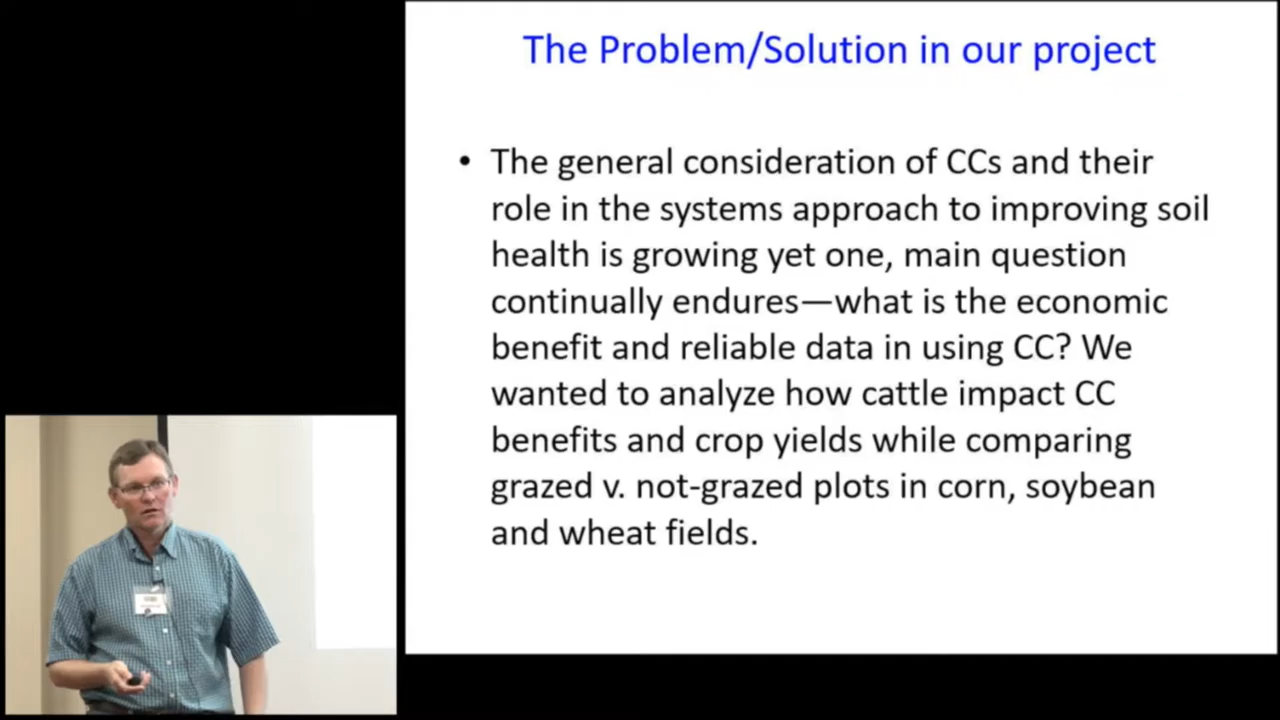 The Problem/Solution in our project
• The general consideration of CCs and their
role in the systems approach to improving soil
health is growing yet one, main question
continually endures—what is the economic
benefit and reliable data in using CC? We
wanted to analyze how cattle impact CC
benefits and crop yields while comparing
grazed v. not-grazed plots in corn, soybean
and wheat fields.